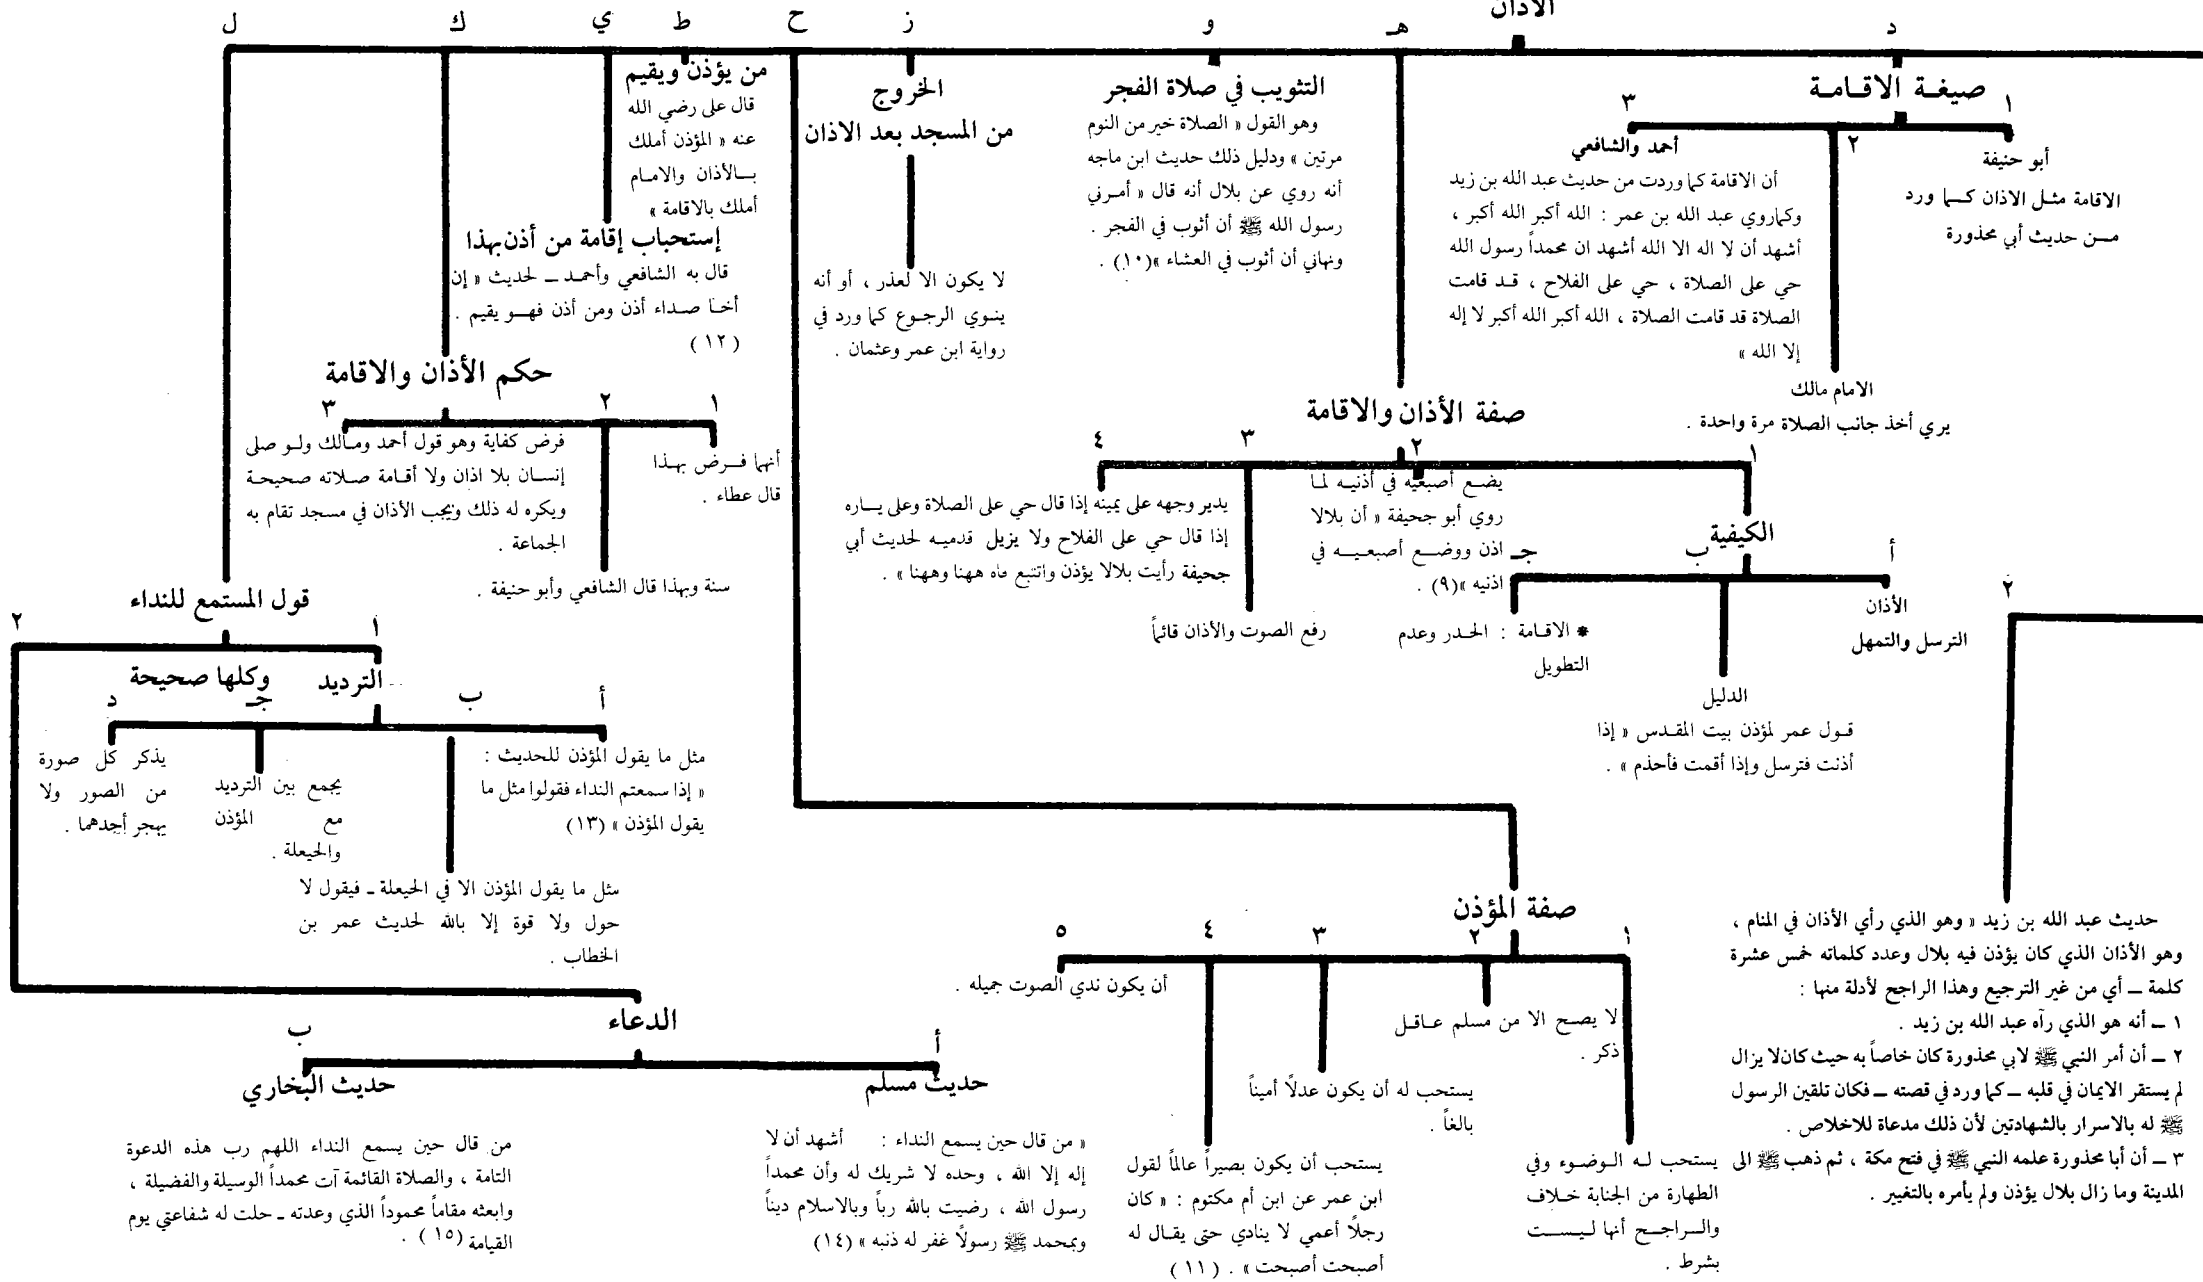 الاذان
د
صيغة الاقامة
١
أبو حنيفة
الاقامة مثل الاذان كما ورد
من حديث أبي محذورة
٢
الامام مالك
يري أخذ جانب الصلاة مرة واحدة .
٣
أحمد والشافعي
أن الاقامة كما وردت من حديث عبد الله بن زيد
وكماروي عبد الله بن عمر : الله أكبر الله أكبر ،
أشهد أن لا اله الا الله أشهد ان محمداً رسول الله
حي على الصلاة ، حي على الفلاح ، قد قامت
الصلاة قد قامت الصلاة ، الله أكبر الله أكبر لا إله
إلا الله »
هـ
صفة الأذان والاقامة
١
الكيفية
أ
الأذان
الترسل والتمهل
ب
الدليل
قول عمر لمؤذن بيت المقدس « إذا
أذنت فترسل وإذا أقمت فأحذم » .
جـ
* الاقامة : الحدر وعدم
التطويل
٢
يضع أصبعيه في أذنيه لما
روي أبو جحيفة « أن بلالا
اذن ووضع أصبعيه في
اذنيه »(٩) .
٣
رفع الصوت والأذان قائماً
٤
يدير وجهه على يمينه إذا قال حي على الصلاة وعلى يساره
إذا قال حي على الفلاح ولا يزيل قدميه لحديث أبي
جحيفة رأيت بلالا يؤذن واتتبع فاه ههنا وههنا » .
و
التثويب في صلاة الفجر
وهو القول « الصلاة خير من النوم
مرتين » ودليل ذلك حديث ابن ماجه
أنه روي عن بلال أنه قال « أمرني
رسول الله ﷺ أن أثوب في الفجر .
ونهاني أن أثوب في العشاء »(١٠) .
ز
الخروج
من المسجد بعد الاذان
لا يكون الا لعذر ، أو أنه
ينوي الرجوع كما ورد في
رواية ابن عمر وعثمان .
ح
صفة المؤذن
١
يستحب له الوضوء وفي
الطهارة من الجنابة خلاف
والراجح أنها ليست
بشرط .
٢
لا يصح الا من مسلم عاقل
ذكر .
٣
يستحب له أن يكون عدلاً أميناً
بالغاً .
٤
يستحب أن يكون بصيراً عالماً لقول
ابن عمر عن ابن أم مكتوم : « كان
رجلاً أعمي لا ينادي حتى يقال له
أصبحت أصبحت » . (١١)
٥
أن يكون ندي الصوت جميله .
ط
من يؤذن ويقيم
قال على رضي الله
عنه « المؤذن أملك
بالأذان والامام
أملك بالاقامة »
ي
إستحباب إقامة من أذن بهذا
قال به الشافعي وأحمد ــ لحديث « إن
أخا صداء أذن ومن أذن فهو يقيم .
(١٢)
ك
حكم الأذان والاقامة
١
أنهما فرض بهذا
قال عطاء .
٢
سنة وبهذا قال الشافعي وأبو حنيفة .
٣
فرض كفاية وهو قول أحمد ومالك ولو صلى
إنسان بلا اذان ولا أقامة صلاته صحيحة
ويكره له ذلك ويجب الأذان في مسجد تقام به
الجماعة .
ل
قول المستمع للنداء
١
الترديد
وكلها صحيحة
أ
مثل ما يقول المؤذن للحديث :
« إذا سمعتم النداء فقولوا مثل ما
يقول المؤذن » (١٣)
ب
مثل ما يقول المؤذن الا في الحيعلة ــ فيقول لا
حول ولا قوة إلا بالله لحديث عمر بن
الخطاب .
جـ
يجمع بين الترديد
مع المؤذن
والحيعلة .
د
يذكر كل صورة
من الصور ولا
يهجر أحدهما .
٢
الدعاء
أ
حديث مسلم
« من قال حين يسمع النداء : أشهد أن لا
إله إلا الله ، وحده لا شريك له وأن محمداً
رسول الله ، رضيت بالله رباً وبالاسلام ديناً
وبمحمد ﷺ رسولاً غفر له ذنبه » (١٤)
ب
حديث البخاري
من قال حين يسمع النداء اللهم رب هذه الدعوة
التامة ، والصلاة القائمة آت محمداً الوسيلة والفضيلة ،
وابعثه مقاماً محموداً الذي وعدته ــ حلت له شفاعتي يوم
القيامة (١٥) .
٢
حديث عبد الله بن زيد « وهو الذي رأي الأذان في المنام ،
وهو الأذان الذي كان يؤذن فيه بلال وعدد كلماته خمس عشرة
كلمة ــ أي من غير الترجيع وهذا الراجح لأدلة منها :
١ ــ أنه هو الذي رآه عبد الله بن زيد .
٢ ــ أن أمر النبي ﷺ لابي محذورة كان خاصاً به حيث كان لا يزال
لم يستقر الايمان في قلبه ــ كما ورد في قصته ــ فكان تلقين الرسول
ﷺ له بالاسرار بالشهادتين لأن ذلك مدعاة للاخلاص .
٣ ــ أن أبا محذورة علمه النبي ﷺ في فتح مكة ، ثم ذهب ﷺ الى
المدينة وما زال بلال يؤذن ولم يأمره بالتغيير .